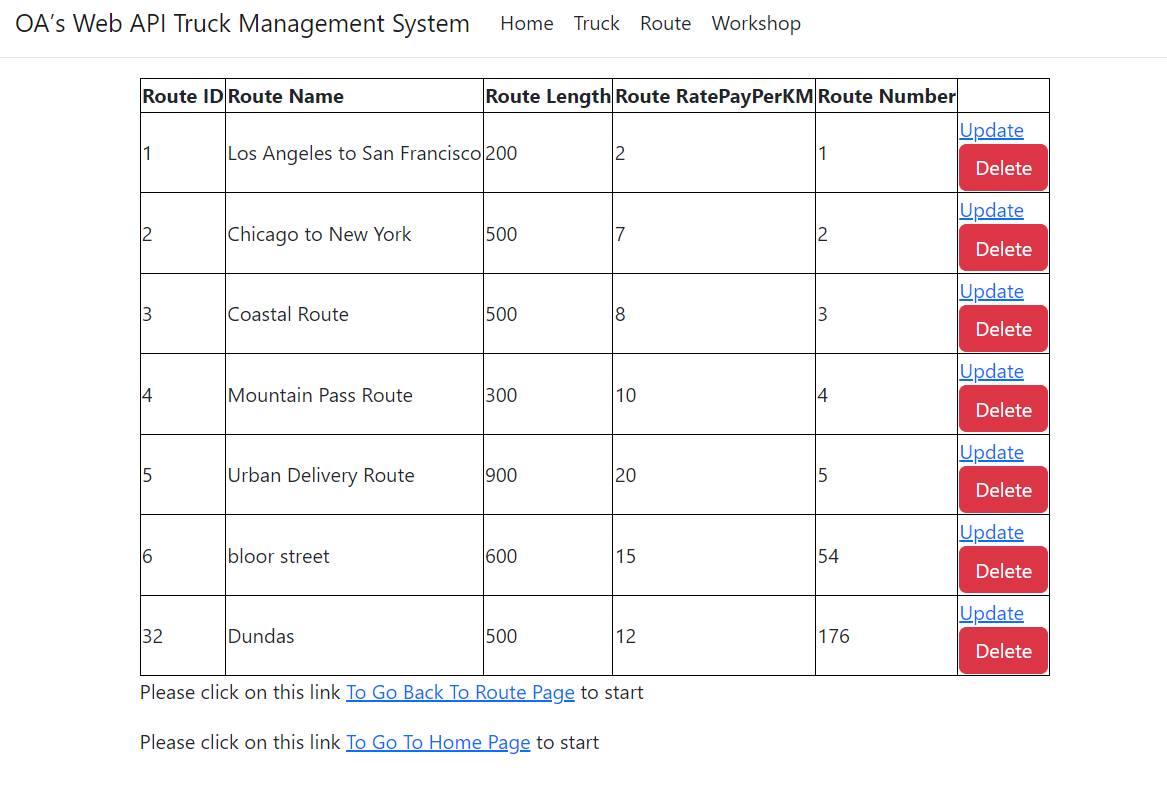 OA’s Web API Truck Management System Home Truck Route Workshop
Route ID Route Name Route Length Route RatePayPerKM Route Number
1 Los Angeles to San Francisco 200 2 1 Update Delete
2 Chicago to New York 500 7 2 Update Delete
3 Coastal Route 500 8 3 Update Delete
4 Mountain Pass Route 300 10 4 Update Delete
5 Urban Delivery Route 900 20 5 Update Delete
6 bloor street 600 15 54 Update Delete
32 Dundas 500 12 176 Update Delete
Please click on this link To Go Back To Route Page to start
Please click on this link To Go To Home Page to start